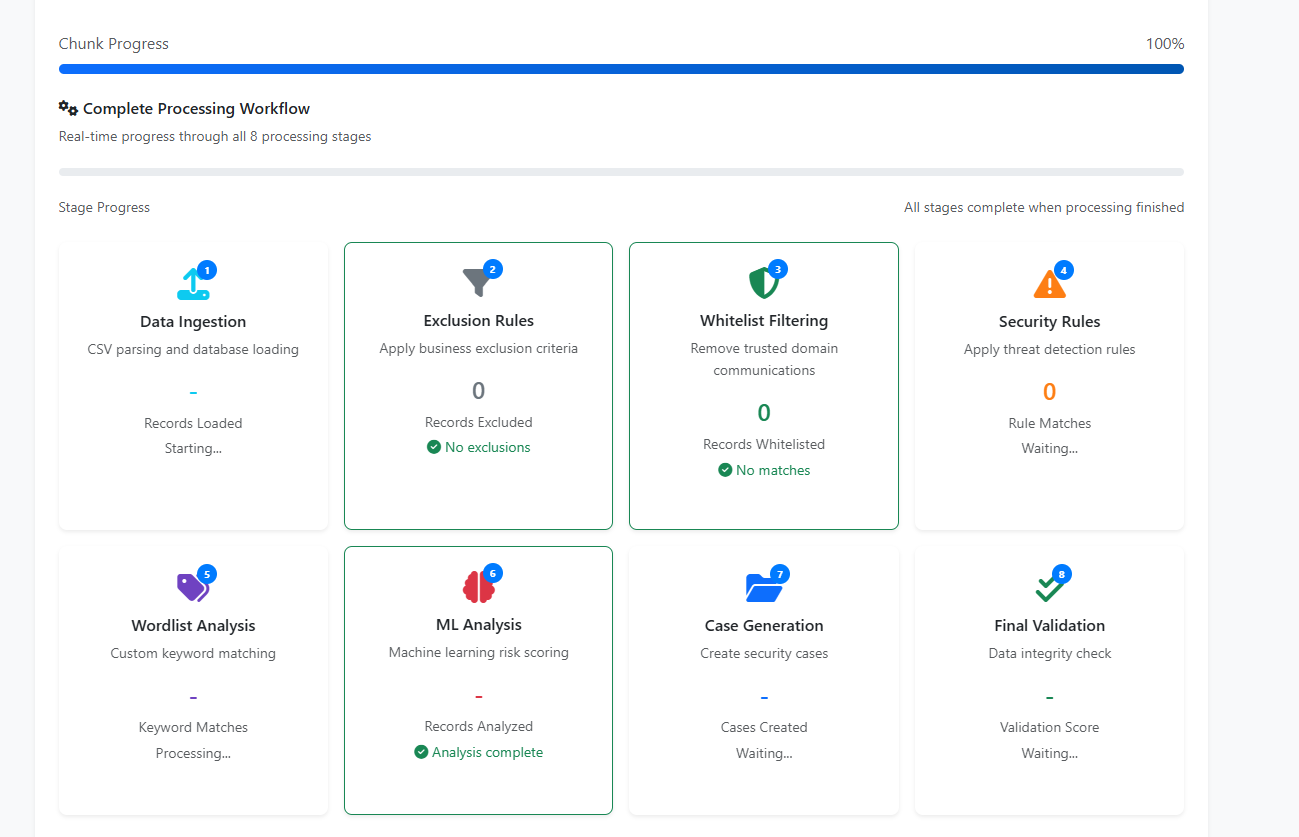 Chunk Progress 100%
Complete Processing Workflow
Real-time progress through all 8 processing stages
Stage Progress All stages complete when processing finished
1
Data Ingestion
CSV parsing and database loading
-
Records Loaded
Starting...
2
Exclusion Rules
Apply business exclusion criteria
0
Records Excluded
No exclusions
3
Whitelist Filtering
Remove trusted domain
communications
0
Records Whitelisted
No matches
4
Security Rules
Apply threat detection rules
0
Rule Matches
Waiting...
5
Wordlist Analysis
Custom keyword matching
-
Keyword Matches
Processing...
6
ML Analysis
Machine learning risk scoring
-
Records Analyzed
Analysis complete
7
Case Generation
Create security cases
-
Cases Created
Waiting...
8
Final Validation
Data integrity check
-
Validation Score
Waiting...